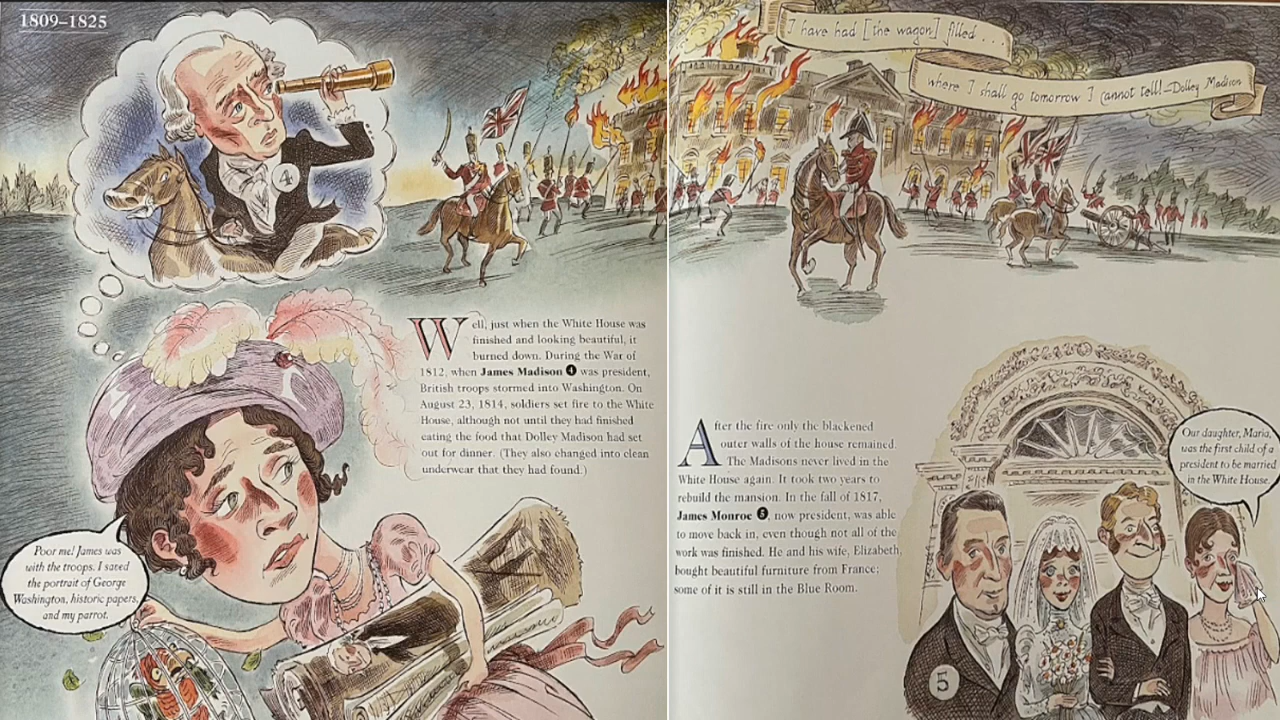 1809–1825
4
Well, just when the White House was
finished and looking beautiful, it
burned down. During the War of
1812, when James Madison ❹ was president,
British troops stormed into Washington. On
August 23, 1814, soldiers set fire to the White
House, although not until they had finished
eating the food that Dolley Madison had set
out for dinner. (They also changed into clean
underwear that they had found.)
Poor me! James was
with the troops. I saved
the portrait of George
Washington, historic papers,
and my parrot.
I have had [the wagon] filled . . .
where I shall go tomorrow I cannot tell!–Dolley Madison
After the fire only the blackened
outer walls of the house remained.
The Madisons never lived in the
White House again. It took two years to
rebuild the mansion. In the fall of 1817,
James Monroe ❺, now president, was able
to move back in, even though not all of the
work was finished. He and his wife, Elizabeth,
bought beautiful furniture from France;
some of it is still in the Blue Room.
Our daughter, Maria,
was the first child of a
president to be married
in the White House.
5